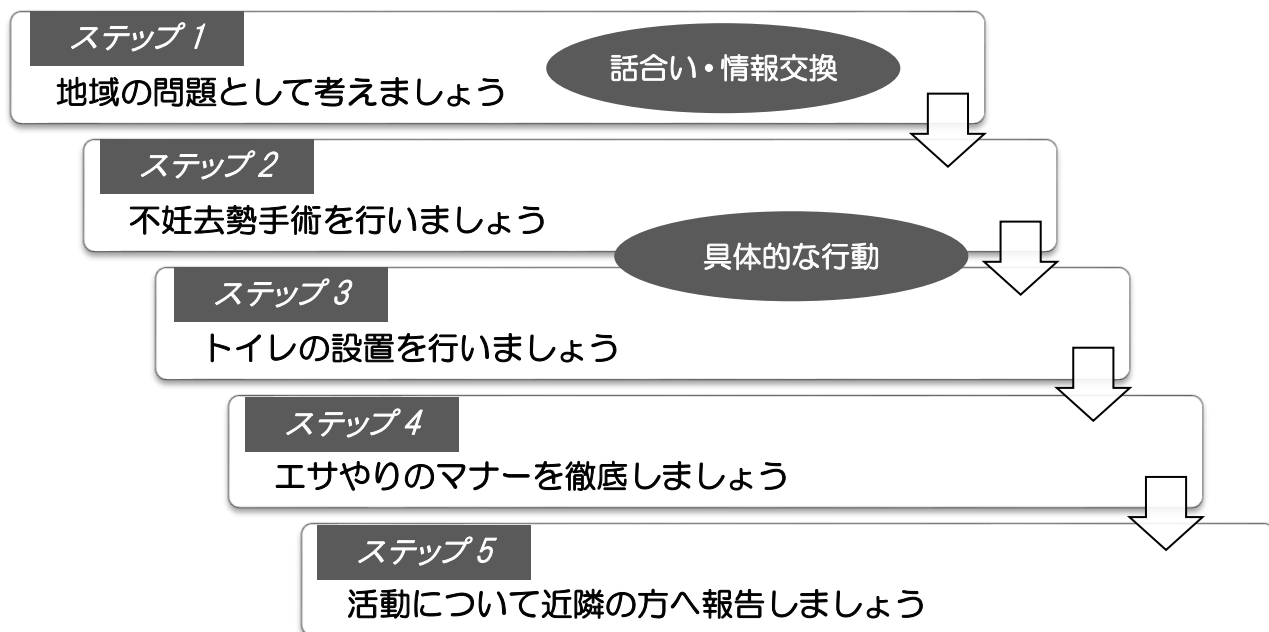 ステップ 1
地域の問題として考えましょう
話合い・情報交換
ステップ 2
不妊去勢手術を行いましょう
具体的な行動
ステップ 3
トイレの設置を行いましょう
ステップ 4
エサやりのマナーを徹底しましょう
ステップ 5
活動について近隣の方へ報告しましょう